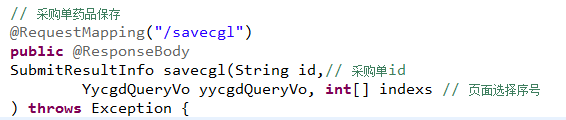 // 采购单药品保存
@RequestMapping("/savecgl")
public @ResponseBody
SubmitResultInfo savecgl(String id,// 采购单id
YycgdQueryVo yycgdQueryVo, int[] indexs // 页面选择序号
) throws Exception {